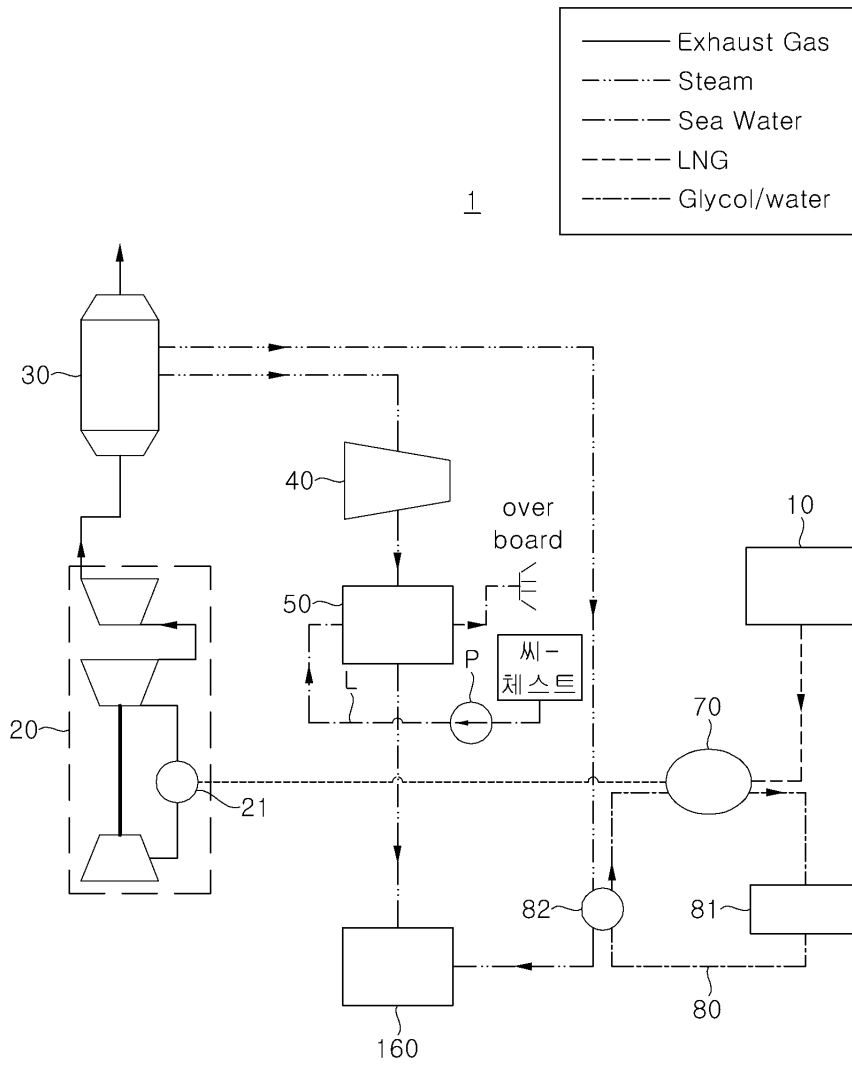 Exhaust Gas
Steam
Sea Water
LNG
Glycol/water
1
30
40
over
board
10
50
P
씨-
체스트
L
70
20
21
82
81
80
160